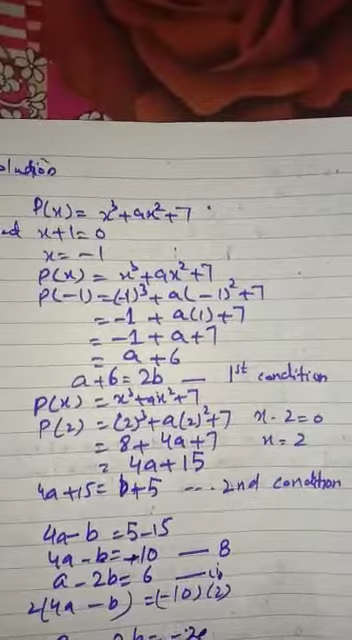 P(x) = x³+ax²+7
x+1=0
x= -1
P(x) = x³+ax²+7
P(-1) = (-1)³ + a(-1)²+7
= -1 + a(1)+7
= -1 + a+7
= a+6
a+6= 2b — 1st condition
P(x) = x³+ax²+7
P(2) = (2)³+a(2)²+7 x-2=0
= 8+ 4a+7 x=2
= 4a+15
4a+15= b+5 --- 2nd condition
4a-b = 5-15
4a-b= -10 — B
a-2b= 6
2(4a-b) = (-10)(2)